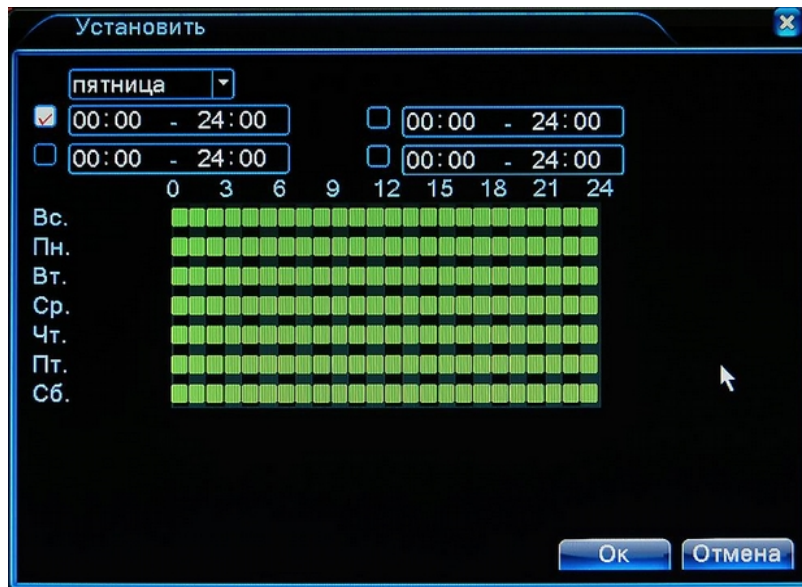 Установить
пятница
00:00 - 24:00 00:00 - 24:00
00:00 - 24:00 00:00 - 24:00
0 3 6 9 12 15 18 21 24
Вс.
Пн.
Вт.
Ср.
Чт.
Пт.
Сб.
Ок Отмена